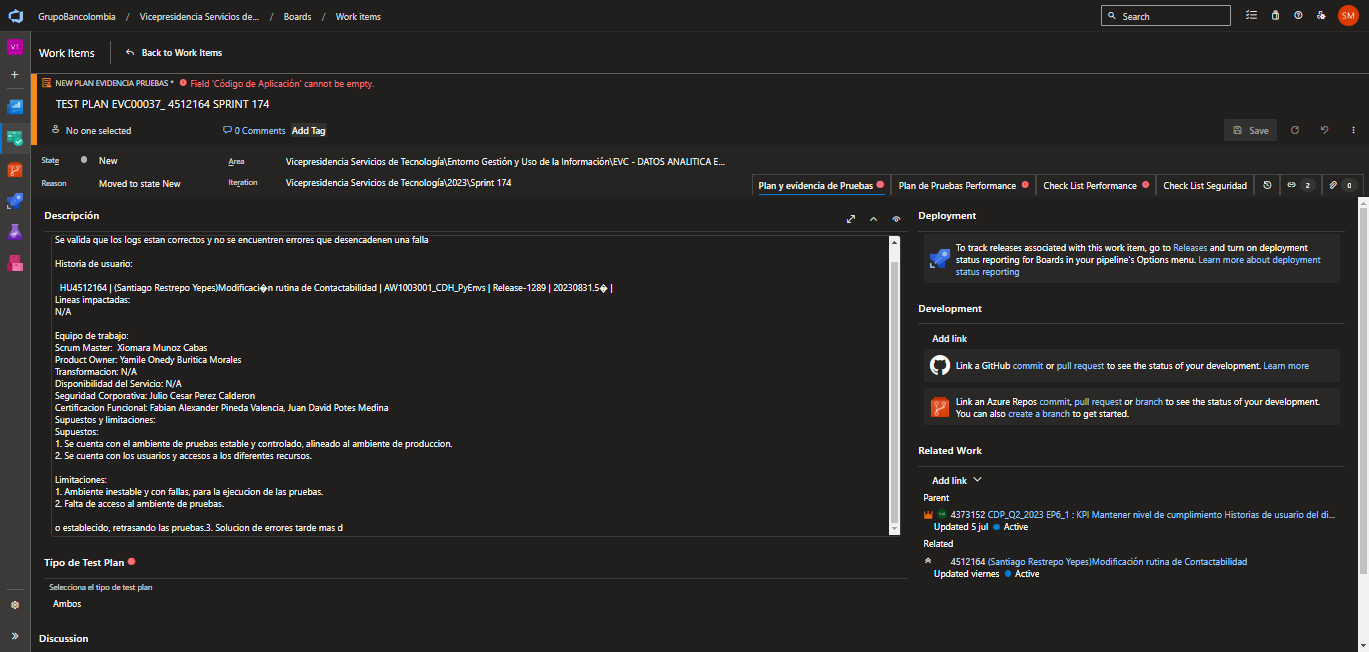 GrupoBancolombia / Vicepresidencia Servicios de... / Boards / Work items
Search
SM
VT
Work Items
Back to Work Items
NEW PLAN EVIDENCIA PRUEBAS * Field 'Código de Aplicación' cannot be empty.
TEST PLAN EVC00037_ 4512164 SPRINT 174
No one selected
0 Comments
Add Tag
Save
State
New
Area
Vicepresidencia Servicios de Tecnología\Entorno Gestión y Uso de la Información\EVC - DATOS ANALITICA E...
Reason
Moved to state New
Iteration
Vicepresidencia Servicios de Tecnología\2023\Sprint 174
Plan y evidencia de Pruebas
Plan de Pruebas Performance
Check List Performance
Check List Seguridad
2
0
Descripción
Se valida que los logs estan correctos y no se encuentren errores que desencadenen una falla
Historia de usuario:
HU4512164 | (Santiago Restrepo Yepes)Modificaci�n rutina de Contactabilidad | AW1003001_CDH_PyEnvs | Release-1289 | 20230831.5� |
Lineas impactadas:
N/A
Equipo de trabajo:
Scrum Master:  Xiomara Munoz Cabas
Product Owner: Yamile Onedy Buritica Morales
Transformacion: N/A
Disponibilidad del Servicio: N/A
Seguridad Corporativa: Julio Cesar Perez Calderon
Certificacion Funcional: Fabian Alexander Pineda Valencia, Juan David Potes Medina
Supuestos y limitaciones:
Supuestos:
1. Se cuenta con el ambiente de pruebas estable y controlado, alineado al ambiente de produccion.
2. Se cuenta con los usuarios y accesos a los diferentes recursos.
Limitaciones:
1. Ambiente inestable y con fallas, para la ejecucion de las pruebas.
2. Falta de acceso al ambiente de pruebas.
o establecido, retrasando las pruebas.3. Solucion de errores tarde mas d
Tipo de Test Plan
Selecciona el tipo de test plan
Ambos
Discussion
Deployment
To track releases associated with this work item, go to Releases and turn on deployment
status reporting for Boards in your pipeline's Options menu. Learn more about deployment
status reporting
Development
Add link
Link a GitHub commit or pull request to see the status of your development. Learn more
Link an Azure Repos commit, pull request or branch to see the status of your development.
You can also create a branch to get started.
Related Work
Add link
Parent
4373152 CDP_Q2_2023 EP6_1 : KPI Mantener nivel de cumplimiento Historias de usuario del di...
Updated 5 jul Active
Related
4512164 (Santiago Restrepo Yepes)Modificación rutina de Contactabilidad
Updated viernes Active